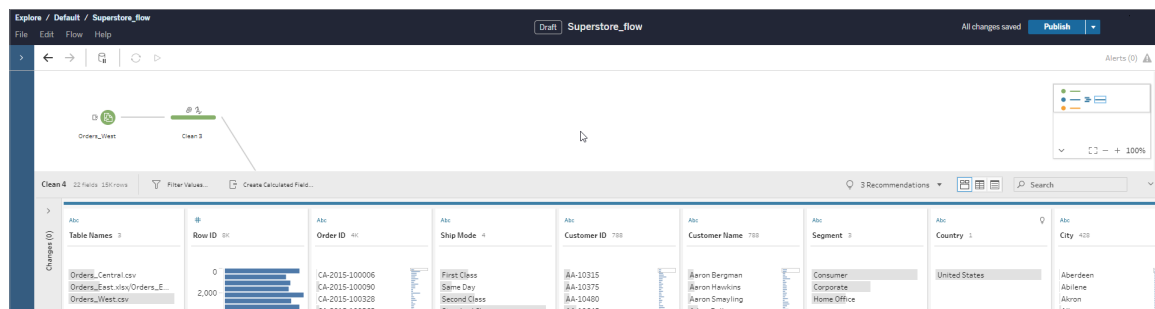 Explore / Default / Superstore_flow
File Edit Flow Help
Draft Superstore_flow
All changes saved Publish
Alerts (0)
Orders_West
Clean 3
100%
Clean 4 22 fields 15K rows Filter Values... Create Calculated Field... 3 Recommendations Search
Changes (0)
Abc
Table Names 3
Orders_Central.csv
Orders_East.xlsx/Orders_E...
Orders_West.csv
#
Row ID
0
2,000
Abc
Order ID 4K
CA-2015-100006
CA-2015-100090
CA-2015-100328
Abc
Ship Mode 4
First Class
Same Day
Second Class
Abc
Customer ID 788
AA-10315
AA-10375
AA-10480
Abc
Customer Name 788
Aaron Bergman
Aaron Hawkins
Aaron Smayling
Abc
Segment 3
Consumer
Corporate
Home Office
Abc
Country 1
United States
Abc
City
Aberdeen
Abilene
Akron